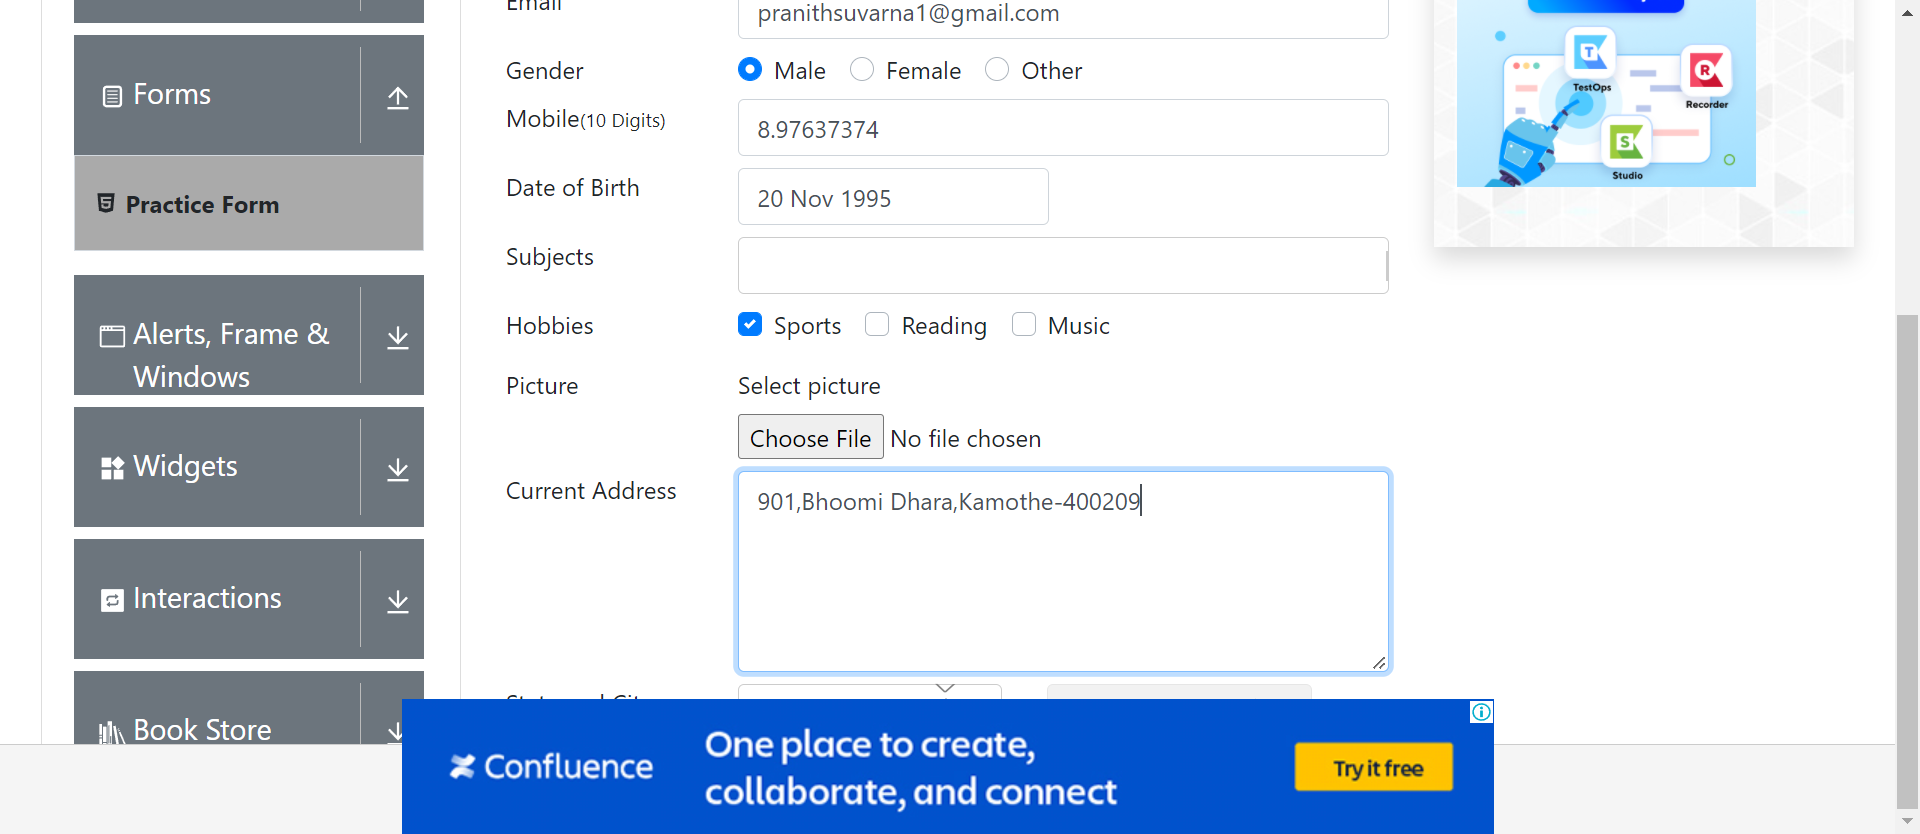 Email
pranithsuvarna1@gmail.com
Gender
Male
Female
Other
Mobile(10 Digits)
8.97637374
Date of Birth
20 Nov 1995
Subjects
Hobbies
Sports
Reading
Music
Picture
Select picture
Choose File No file chosen
Current Address
901,Bhoomi Dhara,Kamothe-400209
Forms
Practice Form
Alerts, Frame &
Windows
Widgets
Interactions
Book Store
TestOps
Recorder
Studio
Confluence
One place to create,
collaborate, and connect
Try it free